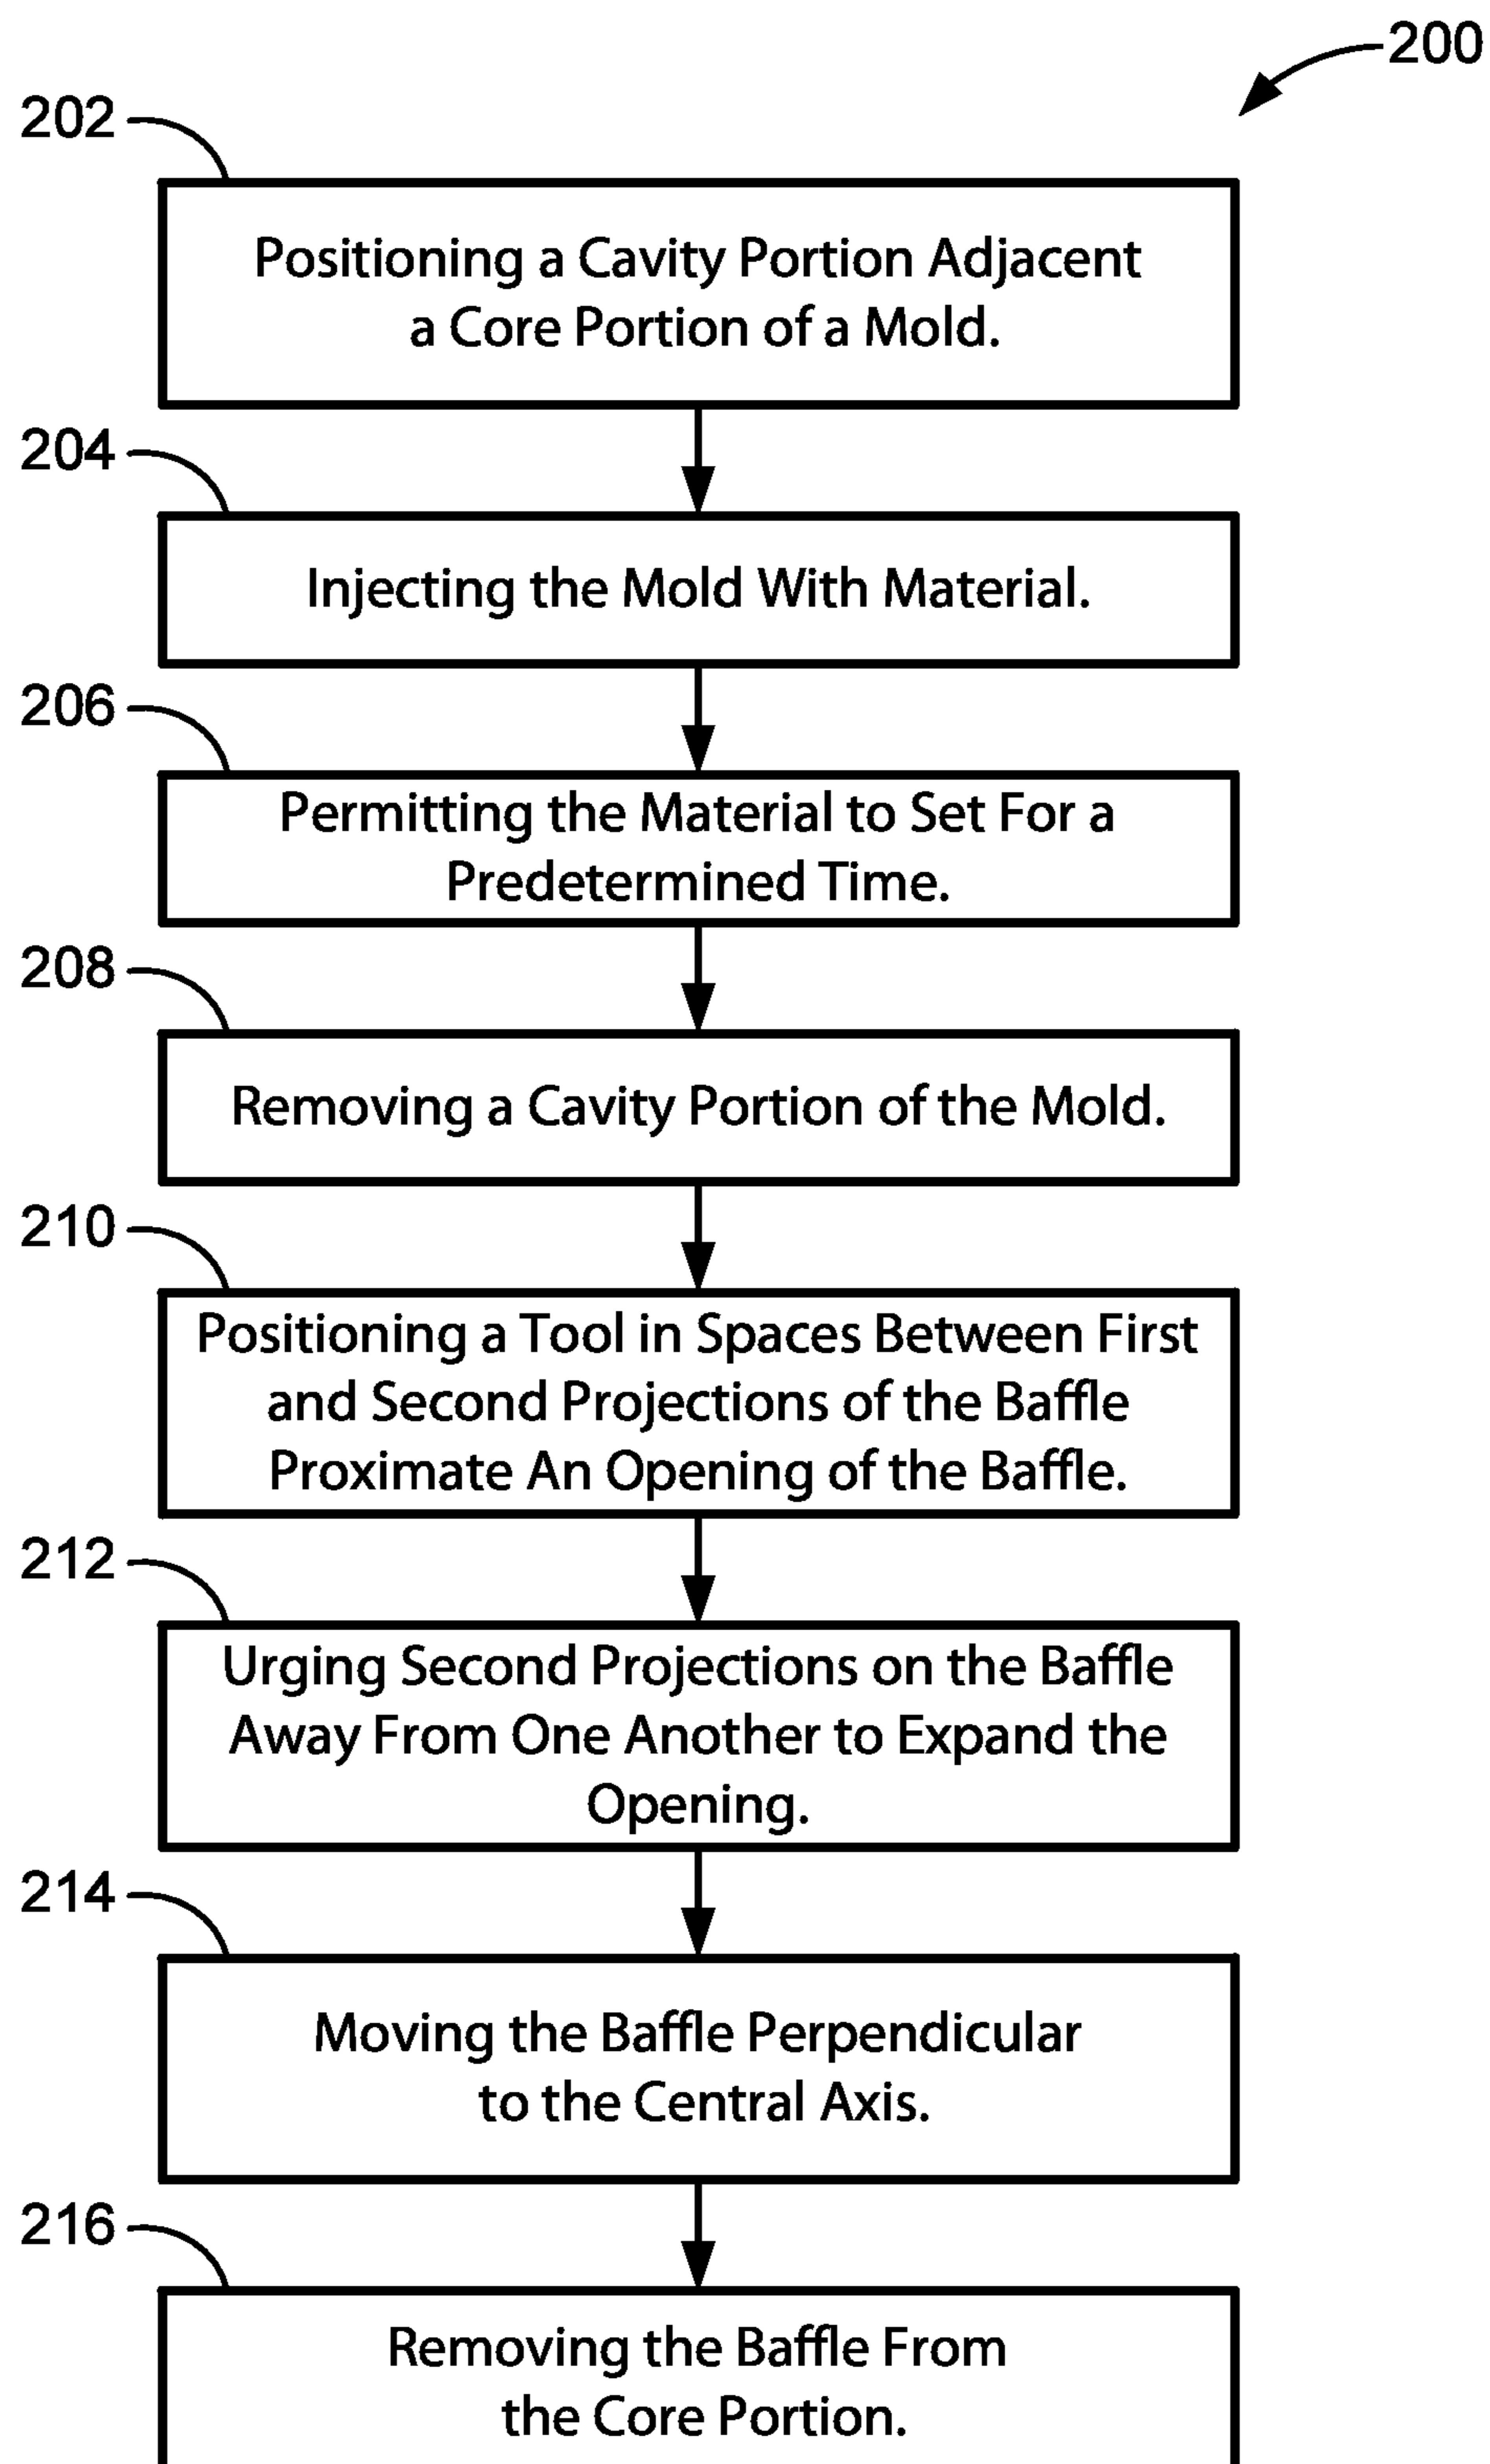 200
202
Positioning a Cavity Portion Adjacent
a Core Portion of a Mold.
204
Injecting the Mold With Material.
206
Permitting the Material to Set For a
Predetermined Time.
208
Removing a Cavity Portion of the Mold.
210
Positioning a Tool in Spaces Between First
and Second Projections of the Baffle
Proximate An Opening of the Baffle.
212
Urging Second Projections on the Baffle
Away From One Another to Expand the
Opening.
214
Moving the Baffle Perpendicular
to the Central Axis.
216
Removing the Baffle From
the Core Portion.